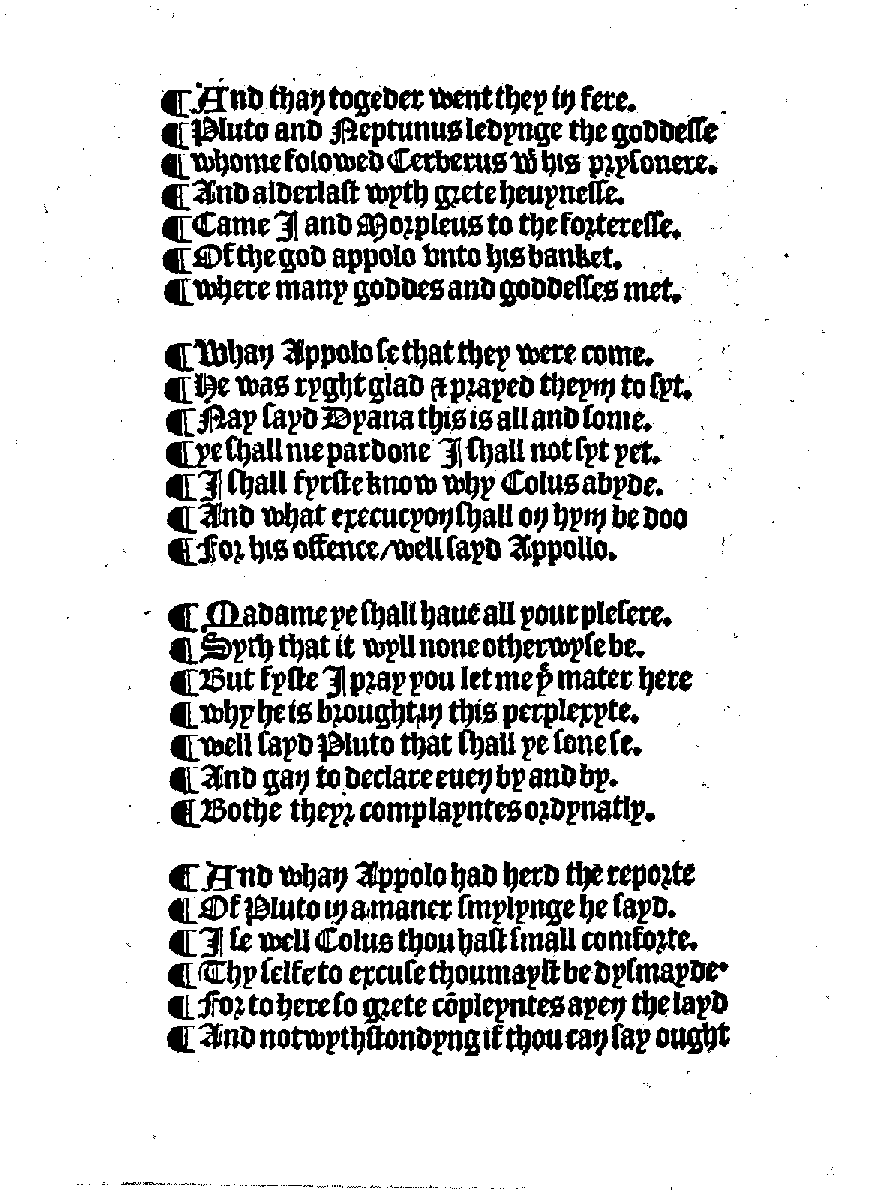 ¶ And than togeder went they in fere.
¶ Pluto and Neptunus ledynge the goddesse
¶ whome folowed Cerberus wͭ his prysonere.
¶ And alderlast wyth grete heuynesse.
¶ Came I and Morpleus to the forteresse.
¶ Of the god appolo vnto his banket.
¶ where many goddes and goddesses met.

¶ Whan Appolo se that they were come.
¶ He was ryght glad & prayed theym to syt.
¶ Nay sayd Dyana this is all and some.
¶ ye shall me pardone I shall not syt yet.
¶ I shall fyrste know why Colus abyde.
¶ And what execucyon shall on hym be doo
¶ For his offence / well sayd Appollo.

¶ Madame ye shall haue all your plesere.
¶ Syth that it wyll none otherwyse be.
¶ But fyste I pray you let me yͤ mater here
¶ why he is brought in this perplexyte.
¶ well sayd Pluto that shall ye sone se.
¶ And gan to declare euen by and by.
¶ Bothe theyr complayntes ordynatly.

¶ And whan Appolo had herd the reporte
¶ Of Pluto in a maner smylynge he sayd.
¶ I se well Colus thou hast small comforte.
¶ Thy selfe to excuse thou mayst be dysmayde
¶ For to here so grete cōpleyntes ayen the layd
¶ And notwythstondyng if thou can say ought